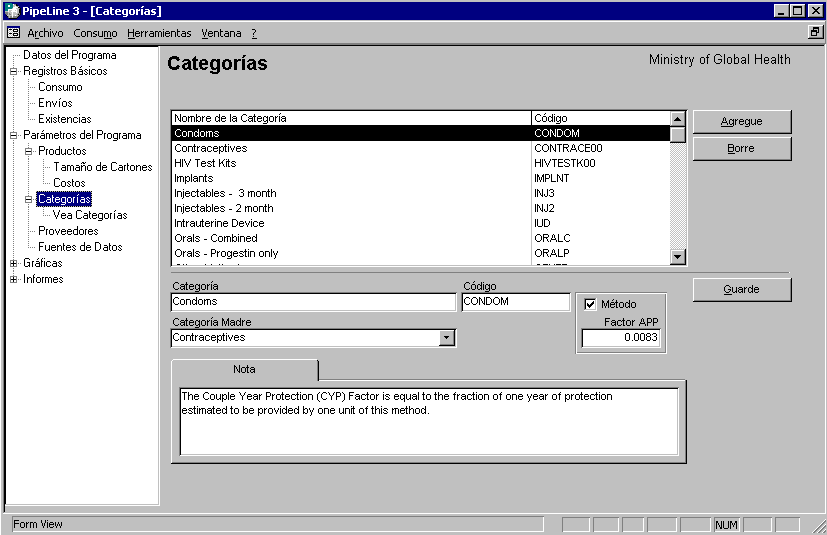 PipeLine 3 - [Categorías]
Archivo Consumo Herramientas Ventana ?
Datos del Programa
Registros Básicos
Consumo
Envíos
Existencias
Parámetros del Programa
Productos
Tamaño de Cartones
Costos
Categorías
Vea Categorías
Proveedores
Fuentes de Datos
Gráficas
Informes
Categorías
Ministry of Global Health
Nombre de la Categoría Código
Condoms CONDOM
Contraceptives CONTRACE00
HIV Test Kits HIVTESTK00
Implants IMPLNT
Injectables - 3 month INJ3
Injectables - 2 month INJ2
Intrauterine Device IUD
Orals - Combined ORALC
Orals - Progestin only ORALP
Agregue
Borre
Categoría Código
Condoms CONDOM
Categoría Madre
Contraceptives
Método
Factor APP
0.0083
Guarde
Nota
The Couple Year Protection (CYP) Factor is equal to the fraction of one year of protection
estimated to be provided by one unit of this method.
Form View NUM